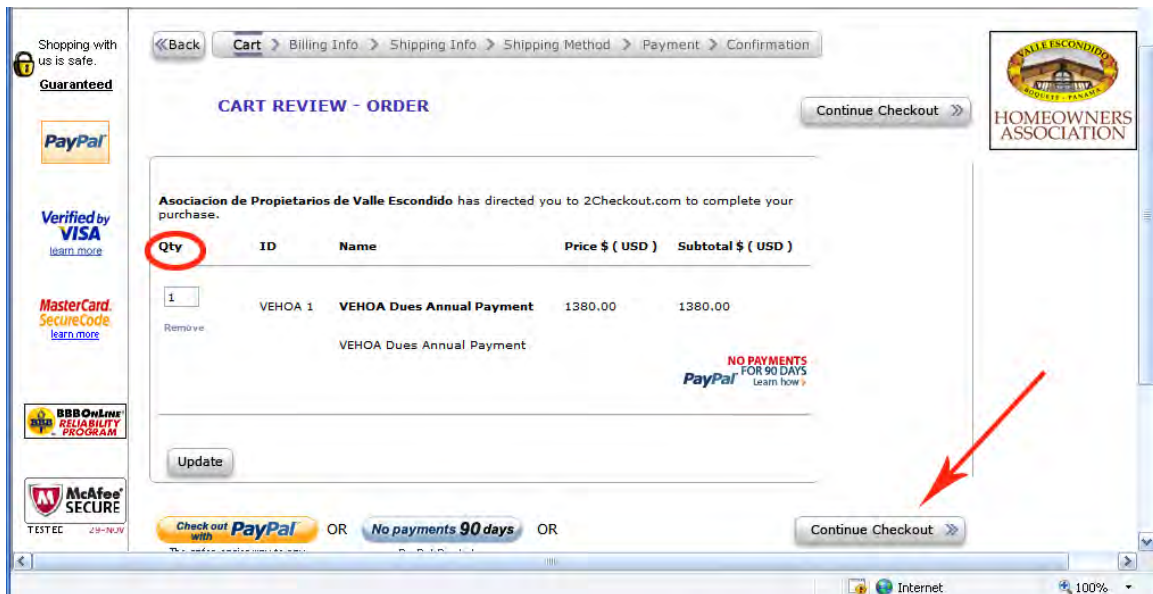 Shopping with
us is safe.
Guaranteed
PayPal
Verified by
VISA
learn more
MasterCard.
SecureCode
learn more
BBBOnLine
BBB RELIABILITY
PROGRAM
McAfee
SECURE
TESTED 29-NOV
Back Cart Billing Info Shipping Info Shipping Method Payment Confirmation
CART REVIEW - ORDER
Continue Checkout
VALLE ESCONDIDO
BOQUETE - PANAMA
HOMEOWNERS
ASSOCIATION
Asociacion de Propietarios de Valle Escondido has directed you to 2Checkout.com to complete your
purchase.
Qty ID Name Price $ ( USD ) Subtotal $ ( USD )
1 VEHOA 1 VEHOA Dues Annual Payment 1380.00 1380.00
Remove
VEHOA Dues Annual Payment
NO PAYMENTS
PayPal FOR 90 DAYS
Learn how
Update
Check out with PayPal OR No payments 90 days OR
Continue Checkout
Internet 100%